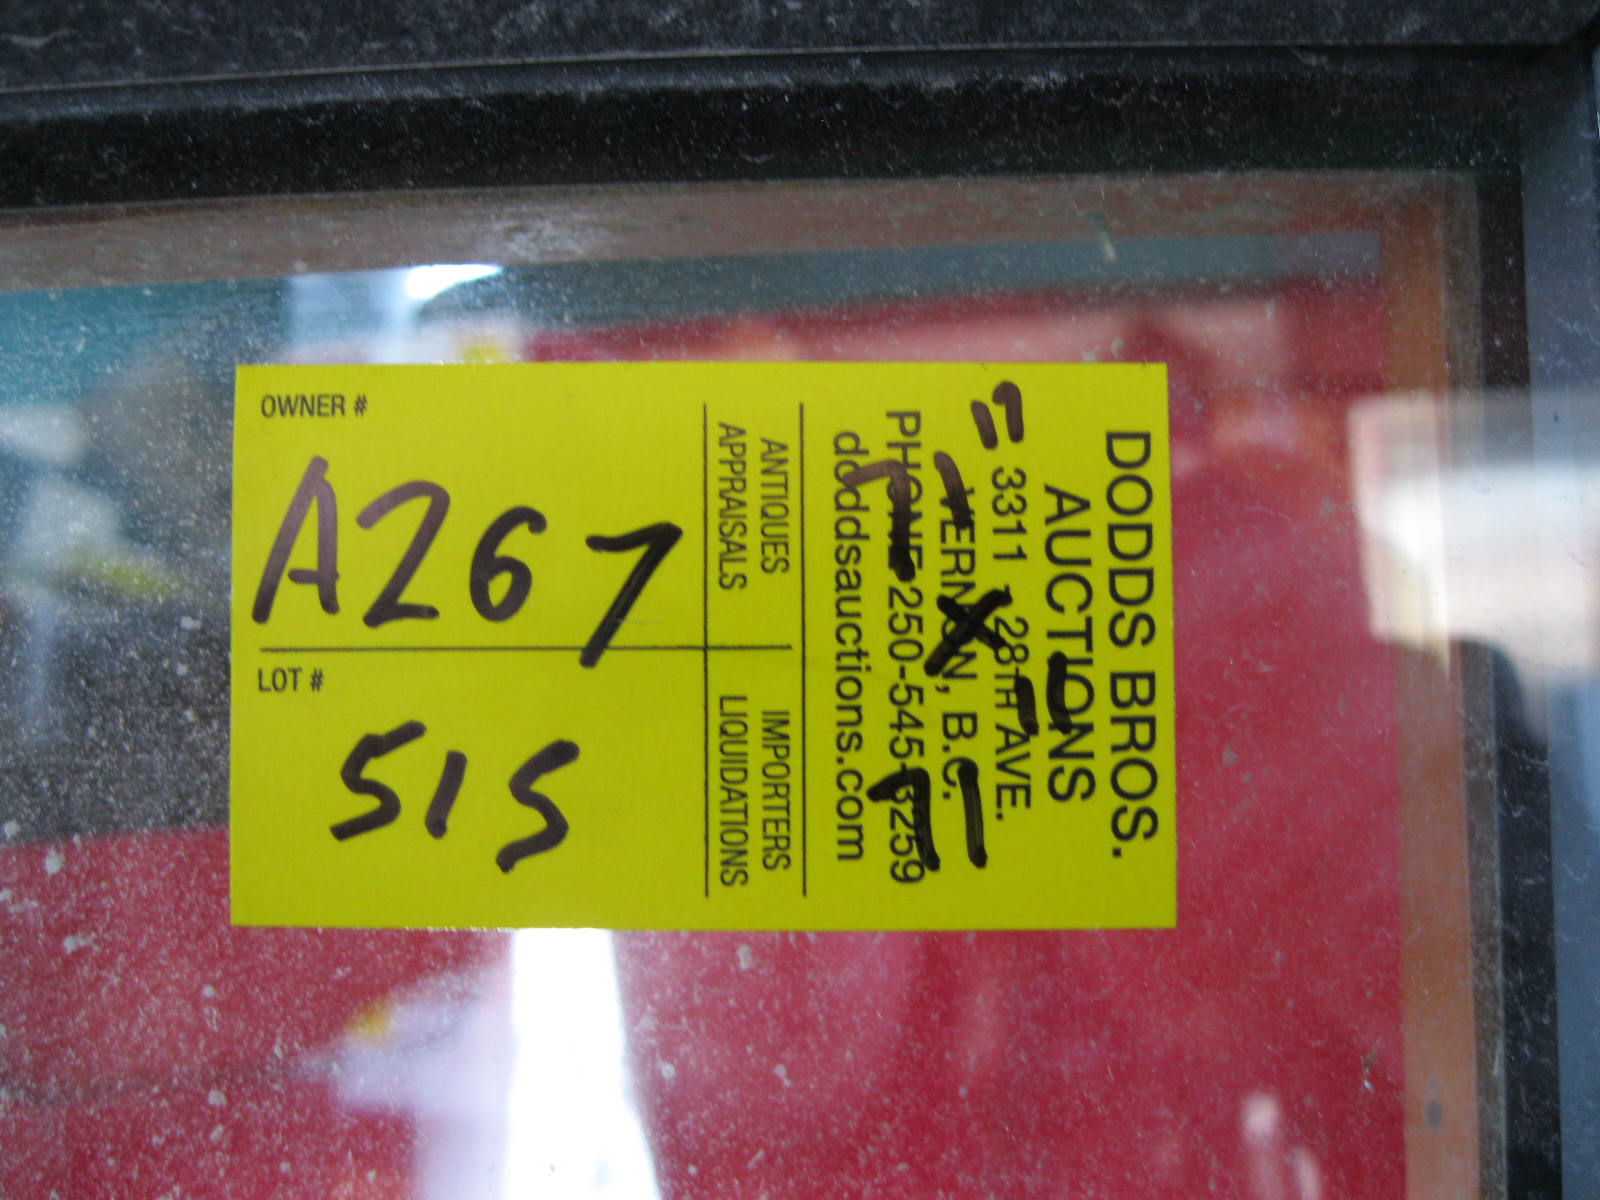 DODDS BROS.
AUCTIONS
3311 - 28TH AVE.
VERNON, B.C.
PHONE 250-545-3259
doddsauctions.com
ANTIQUES IMPORTERS
APPRAISALS LIQUIDATIONS
OWNER #
A267
LOT #
515